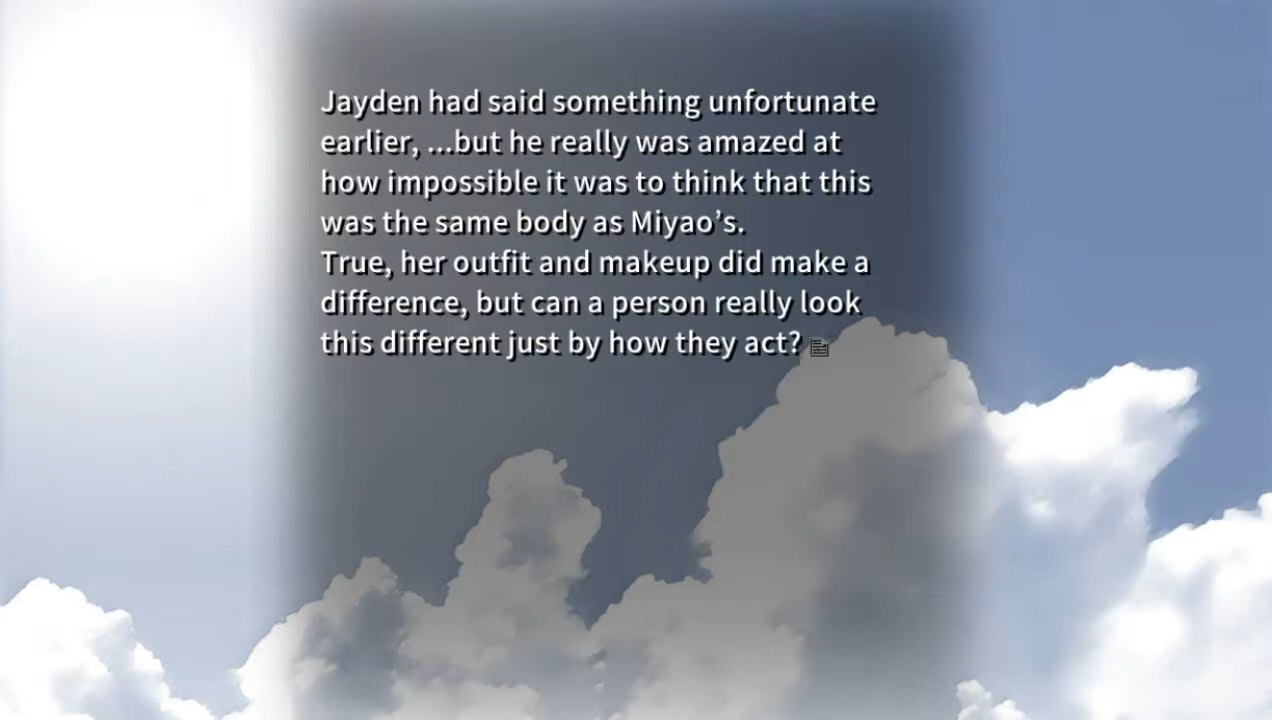 Jayden had said something unfortunate
earlier, ...but he really was amazed at
how impossible it was to think that this
was the same body as Miyao’s.
True, her outfit and makeup did make a
difference, but can a person really look
this different just by how they act?